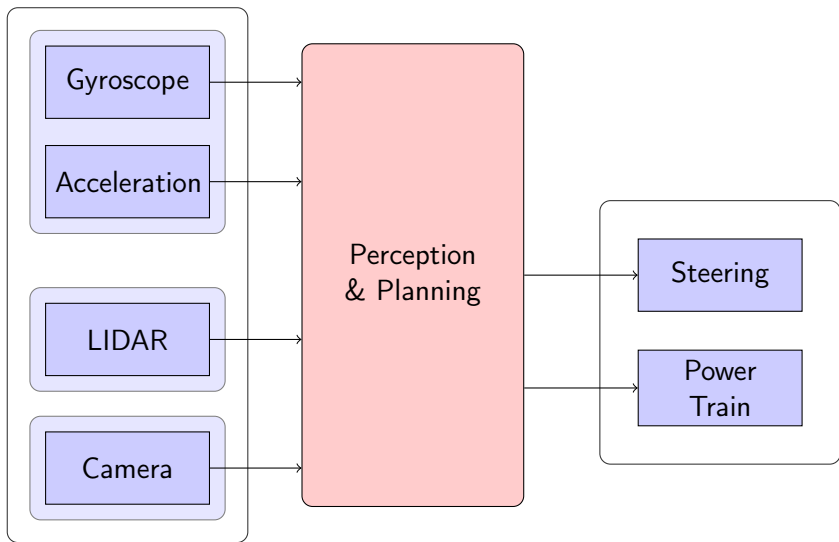 Gyroscope
Acceleration
LIDAR
Camera
Perception
& Planning
Steering
Power
Train